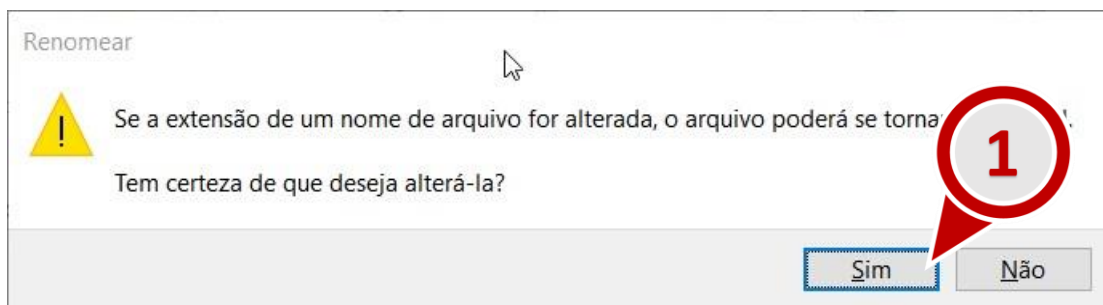 Renomear
Se a extensão de um nome de arquivo for alterada, o arquivo poderá se tornar
Tem certeza de que deseja alterá-la?
1
Sim
Não